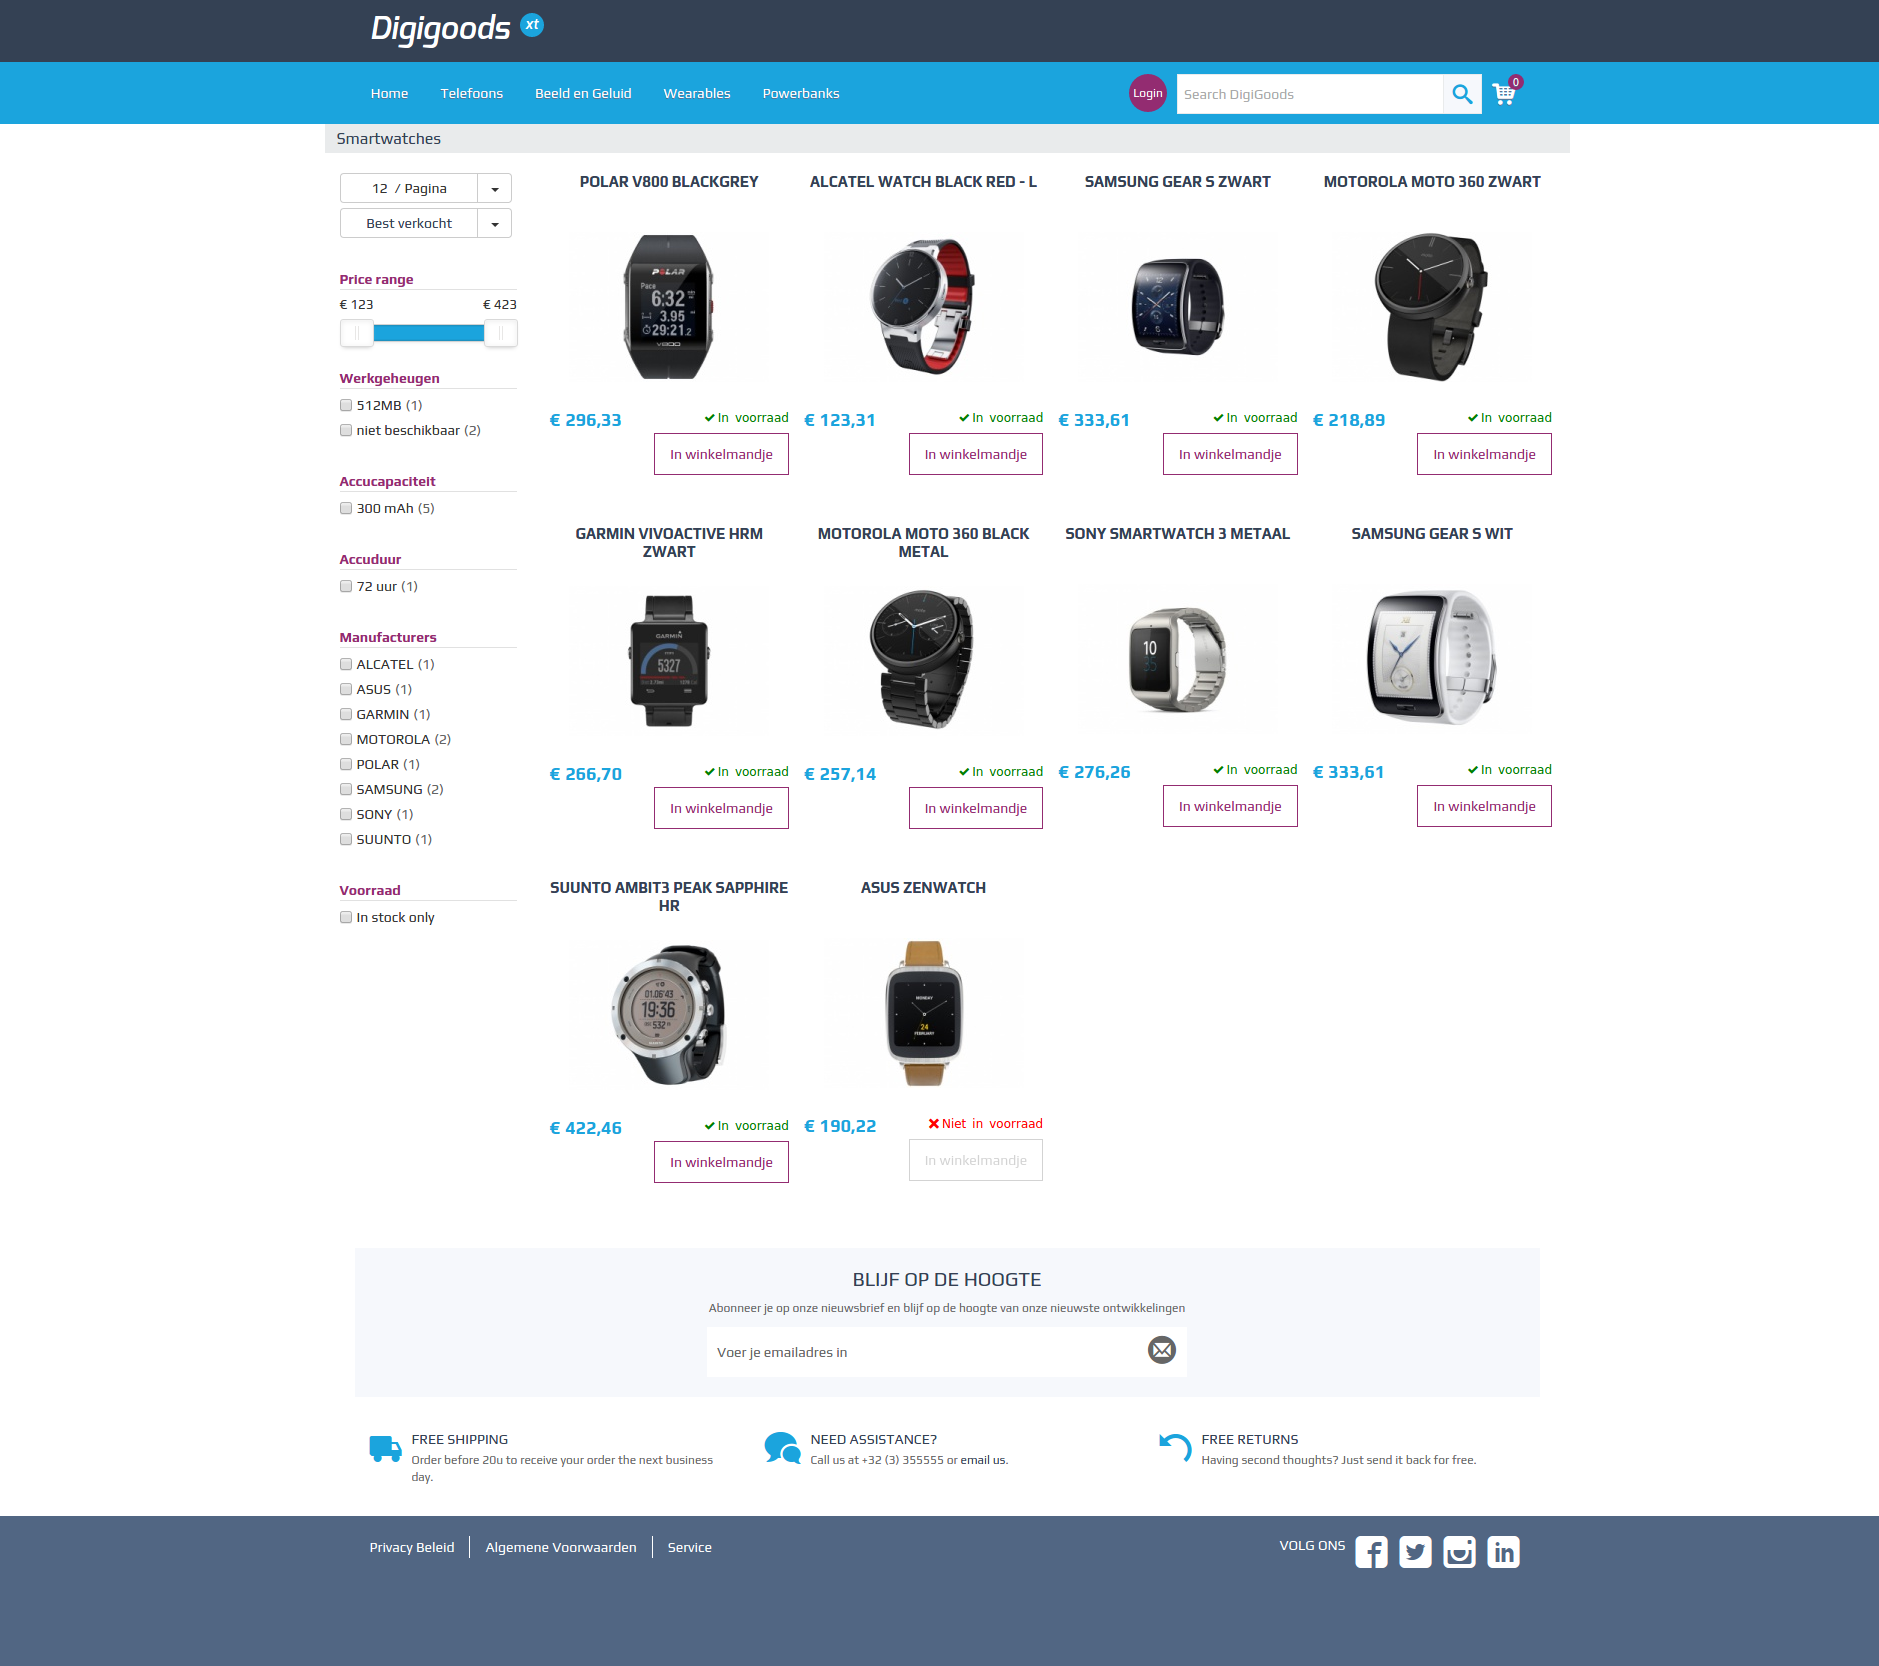 Digigoods xt
Home Telefoons Beeld en Geluid Wearables Powerbanks Login Search DigiGoods 0
Smartwatches
12 / Pagina
Best verkocht
Price range
€ 123 € 423
Werkgeheugen
512MB (1)
niet beschikbaar (2)
Accucapaciteit
300 mAh (5)
Accuduur
72 uur (1)
Manufacturers
ALCATEL (1)
ASUS (1)
GARMIN (1)
MOTOROLA (2)
POLAR (1)
SAMSUNG (2)
SONY (1)
SUUNTO (1)
Voorraad
In stock only
POLAR V800 BLACKGREY
POLAR
Pace
6:32
3.95
29:21.2
V800
€ 296,33 In voorraad
In winkelmandje
ALCATEL WATCH BLACK RED - L
€ 123,31 In voorraad
In winkelmandje
SAMSUNG GEAR S ZWART
€ 333,61 In voorraad
In winkelmandje
MOTOROLA MOTO 360 ZWART
€ 218,89 In voorraad
In winkelmandje
GARMIN VIVOACTIVE HRM
ZWART
GARMIN
5327
€ 266,70 In voorraad
In winkelmandje
MOTOROLA MOTO 360 BLACK
METAL
€ 257,14 In voorraad
In winkelmandje
SONY SMARTWATCH 3 METAAL
10
35
€ 276,26 In voorraad
In winkelmandje
SAMSUNG GEAR S WIT
€ 333,61 In voorraad
In winkelmandje
SUUNTO AMBIT3 PEAK SAPPHIRE
HR
01.06'43
19:36
532
€ 422,46 In voorraad
In winkelmandje
ASUS ZENWATCH
MONDAY
24
FEBRUARY
€ 190,22 Niet in voorraad
In winkelmandje
BLIJF OP DE HOOGTE
Abonneer je op onze nieuwsbrief en blijf op de hoogte van onze nieuwste ontwikkelingen
Voer je emailadres in
FREE SHIPPING
Order before 20u to receive your order the next business
day.
NEED ASSISTANCE?
Call us at +32 (3) 355555 or email us.
FREE RETURNS
Having second thoughts? Just send it back for free.
Privacy Beleid Algemene Voorwaarden Service VOLG ONS